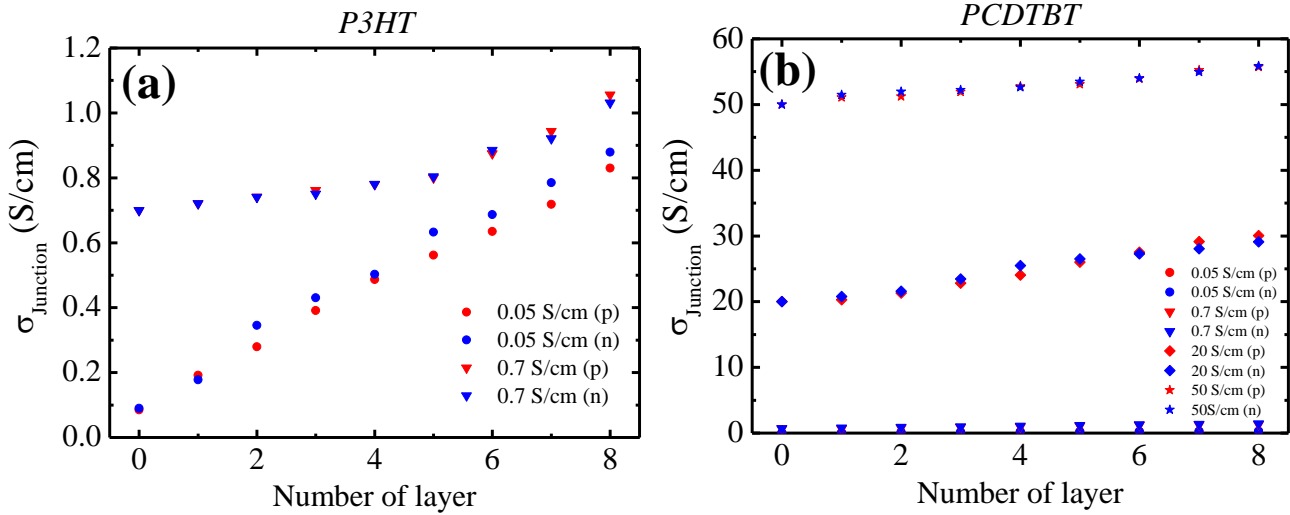 P3HT
(a)
1.2
1.0
0.8
0.6
0.4
0.2
0.0
σJunction (S/cm)
0 2 4 6 8
Number of layer
0.05 S/cm (p)
0.05 S/cm (n)
0.7 S/cm (p)
0.7 S/cm (n)
PCDTBT
(b)
60
50
40
30
20
10
0
σJunction (S/cm)
0 2 4 6 8
Number of layer
0.05 S/cm (p)
0.05 S/cm (n)
0.7 S/cm (p)
0.7 S/cm (n)
20 S/cm (p)
20 S/cm (n)
50 S/cm (p)
50S/cm (n)